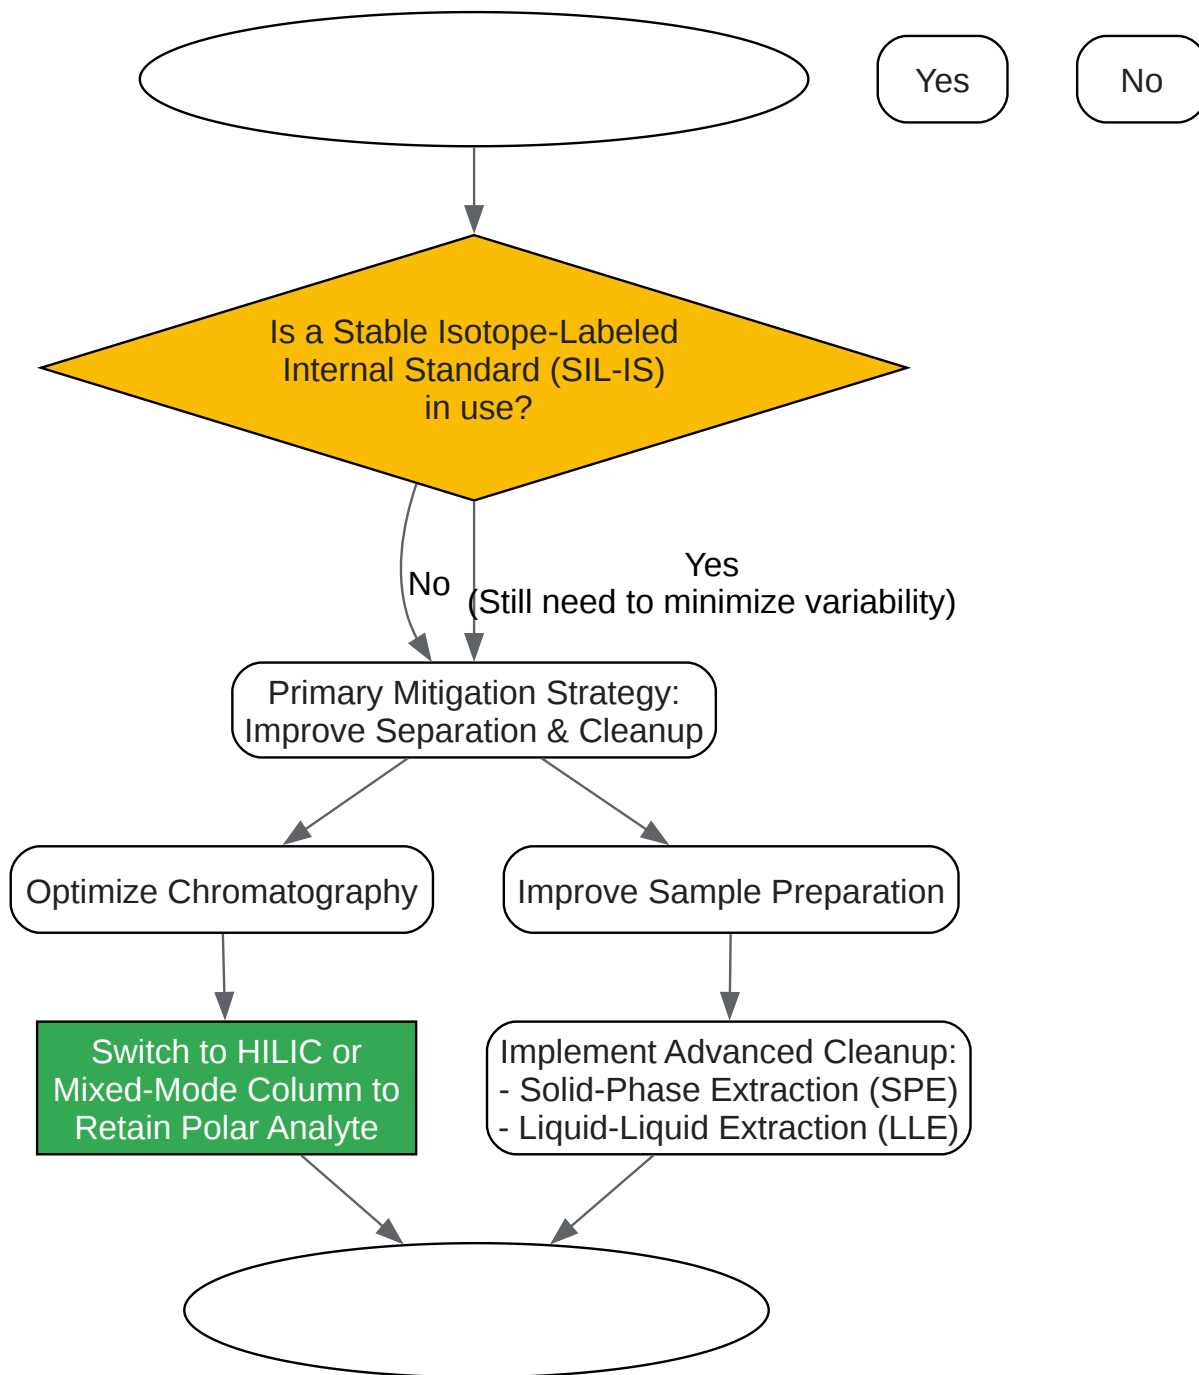 Yes
No
Is a Stable Isotope-Labeled
Internal Standard (SIL-IS)
in use?
No
Yes
(Still need to minimize variability)
Primary Mitigation Strategy:
Improve Separation & Cleanup
Optimize Chromatography
Improve Sample Preparation
Switch to HILIC or
Mixed-Mode Column to
Retain Polar Analyte
Implement Advanced Cleanup:
- Solid-Phase Extraction (SPE)
- Liquid-Liquid Extraction (LLE)